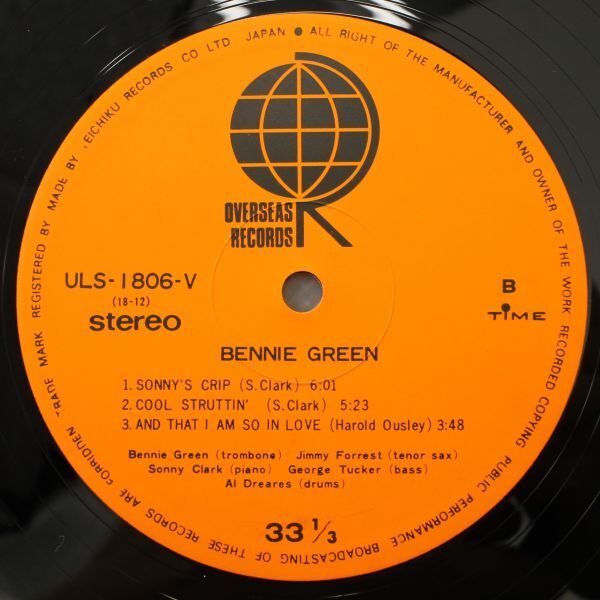 TRADE MARK REGISTERED BY MADE BY TEICHIKU RECORDS CO LTD JAPAN ● ALL RIGHT OF THE MANUFACTURER AND OWNER OF THE WORK RECORDED COPYING PUBLIC PERFORMANCE BROADCASTING OF THESE RECORDS ARE FORBIDDEN
OVERSEAS
RECORDS
ULS-1806-V
(18-12)
stereo
B
TIME
BENNIE GREEN
1. SONNY'S CRIP (S. Clark) 6:01
2. COOL STRUTTIN' (S. Clark) 5:23
3. AND THAT I AM SO IN LOVE (Harold Ousley) 3:48
Bennie Green (trombone) Jimmy Forrest (tenor sax)
Sonny Clark (piano) George Tucker (bass)
Al Dreares (drums)
33 1/3